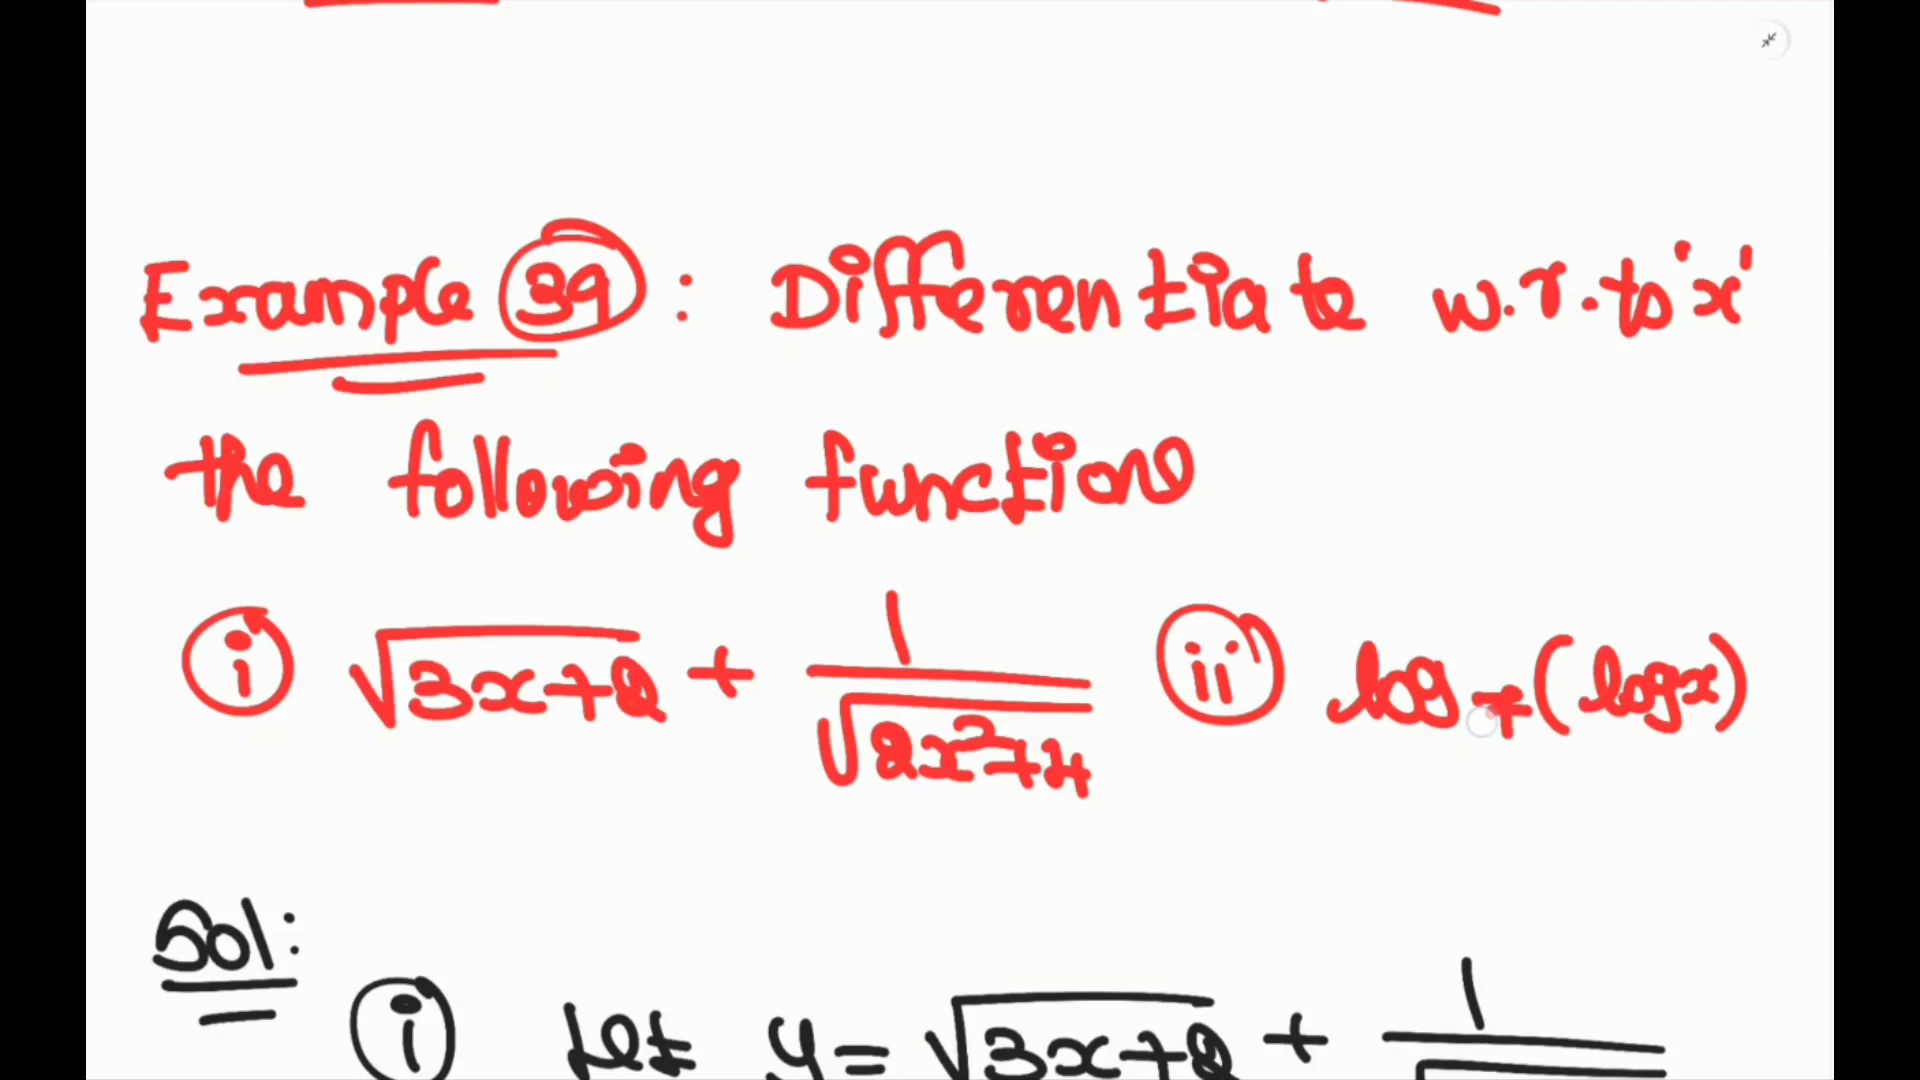 Example 39 : Differentiate w.r.to 'x'
the following functions
i √3x+2 + 1/√2x²+4 ii log₇(logx)
Sol:
i Let y = √3x+2 + 1